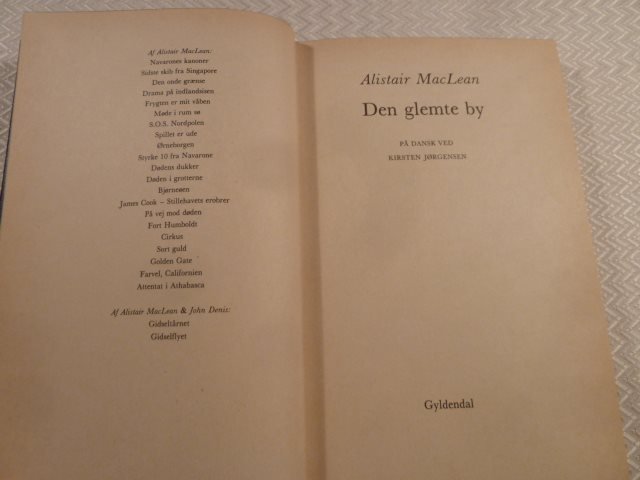 Af Alistair MacLean:
Navarones kanoner
Sidste skib fra Singapore
Den onde grænse
Drama på indlandsisen
Frygten er mit våben
Møde i rum sø
S.O.S. Nordpolen
Spillet er ude
Ørneborgen
Styrke 10 fra Navarone
Dødens dukker
Døden i grotterne
Bjørneøen
James Cook – Stillehavets erobrer
På vej mod døden
Fort Humboldt
Cirkus
Sort guld
Golden Gate
Farvel, Californien
Attentat i Athabasca
Af Alistair MacLean & John Denis:
Gidseltårnet
Gidselflyet
Alistair MacLean
Den glemte by
PÅ DANSK VED
KIRSTEN JØRGENSEN
Gyldendal